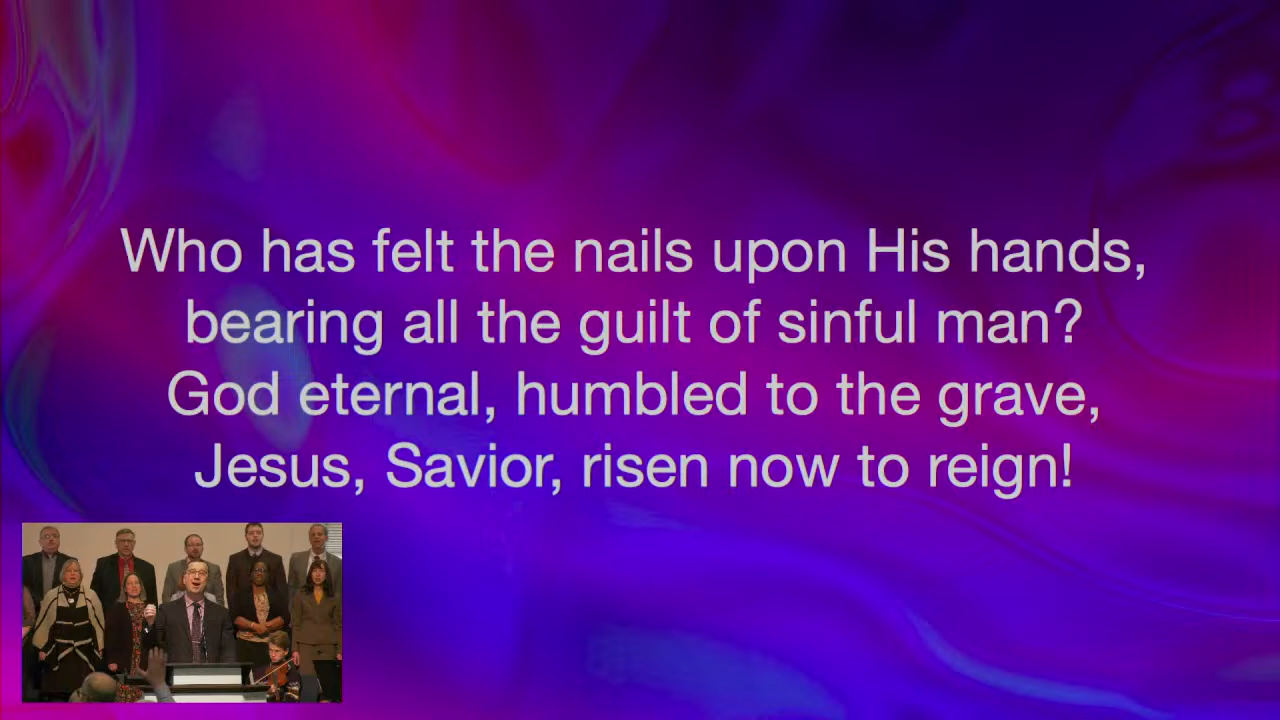 Who has felt the nails upon His hands,
bearing all the guilt of sinful man?
God eternal, humbled to the grave,
Jesus, Savior, risen now to reign!